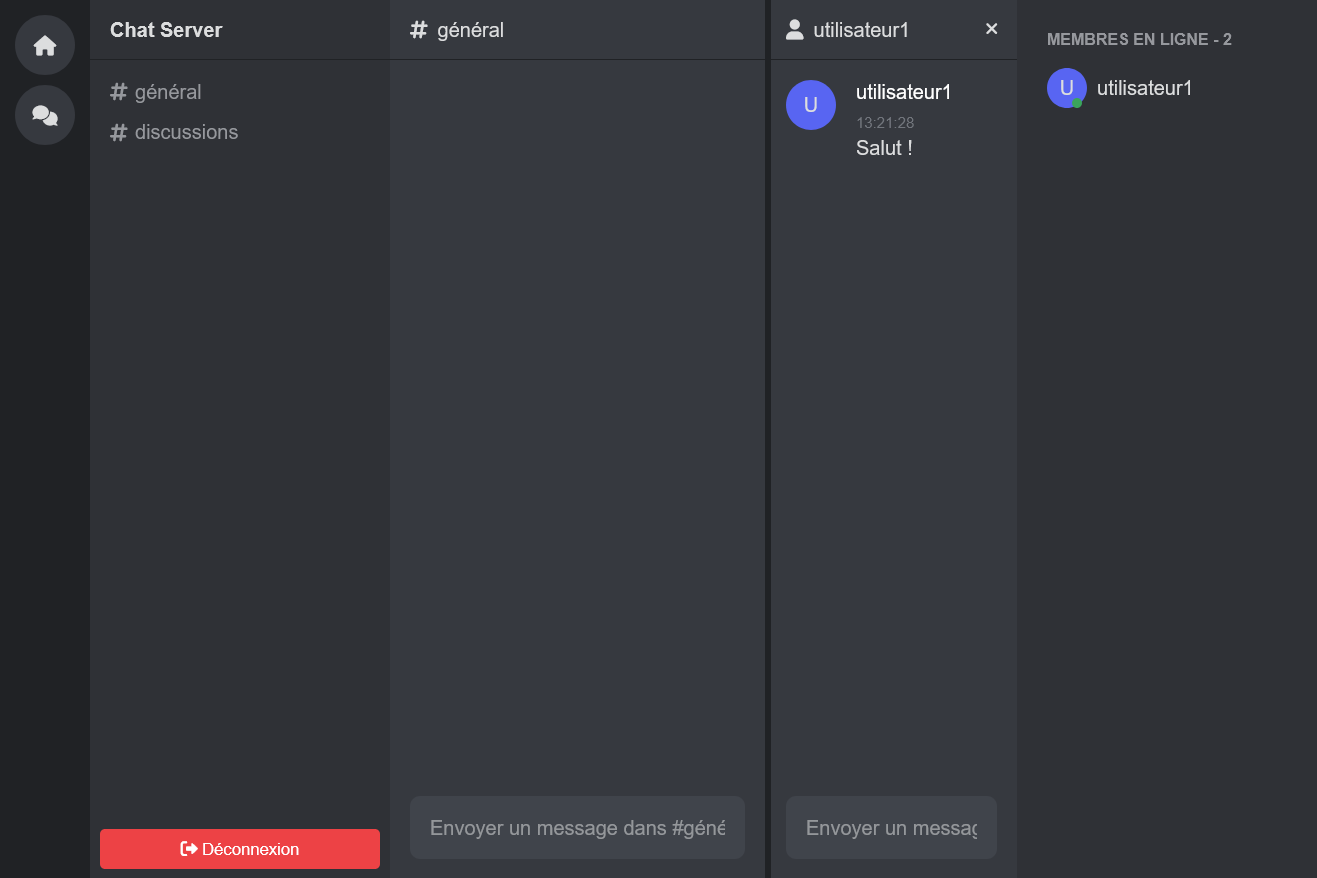 Chat Server
# général
# discussions
Déconnexion
# général
Envoyer un message dans #géné
utilisateur1
×
U
utilisateur1
13:21:28
Salut !
Envoyer un messag
MEMBRES EN LIGNE - 2
U
utilisateur1